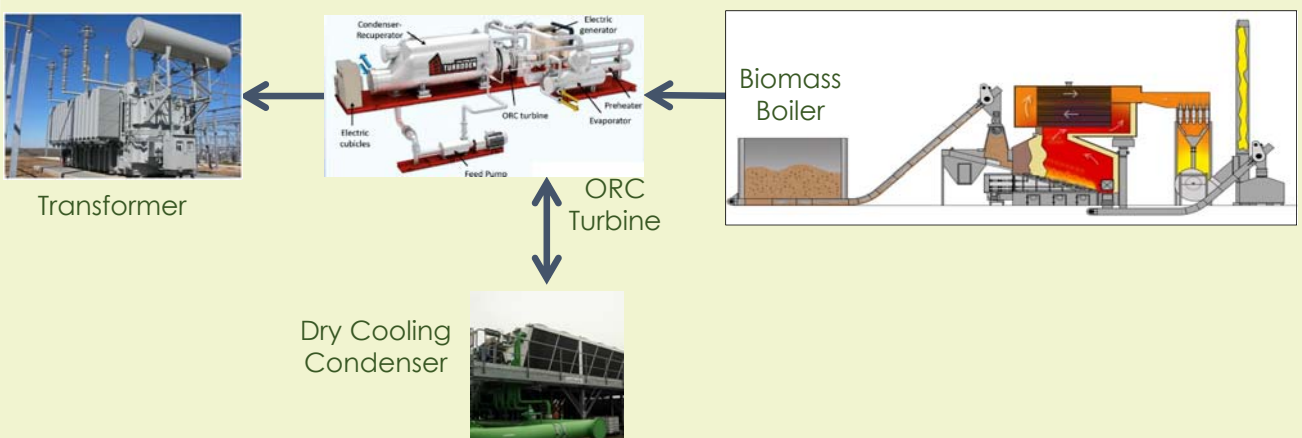 Condenser-
Recuperator
Electric
generator
TURBODEN
Preheater
Evaporator
ORC turbine
Electric
cubicles
Feed Pump
Biomass
Boiler
Transformer
ORC
Turbine
Dry Cooling
Condenser